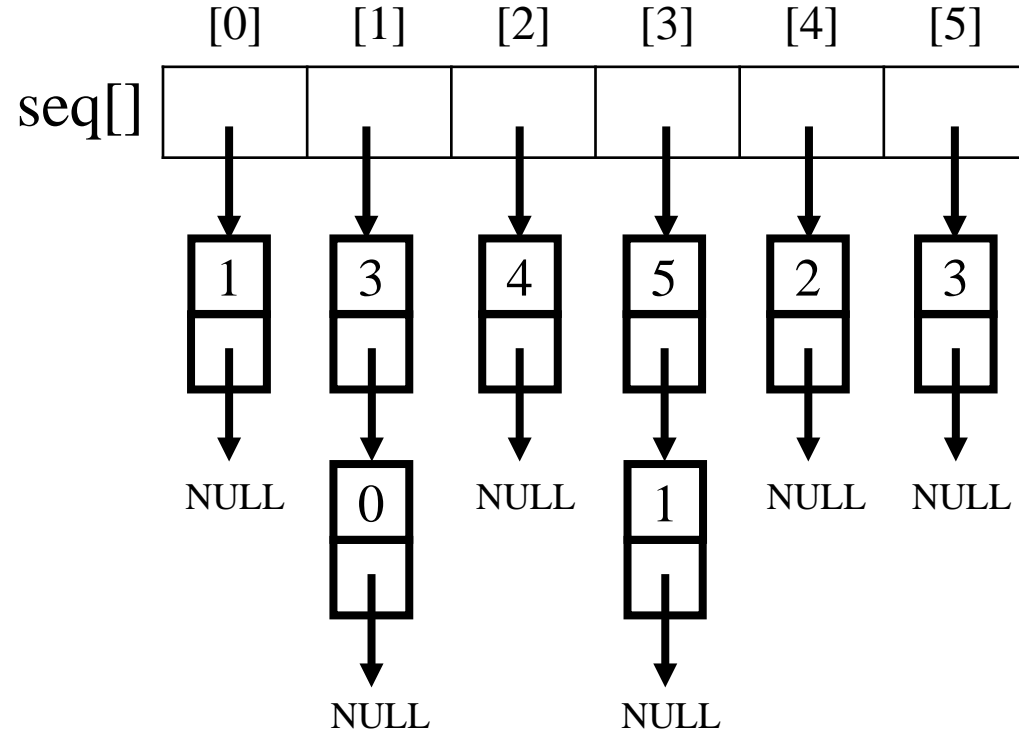 [0] [1] [2] [3] [4] [5]
seq[]
1 3 4 5 2 3
NULL 0 NULL 1 NULL NULL
NULL NULL